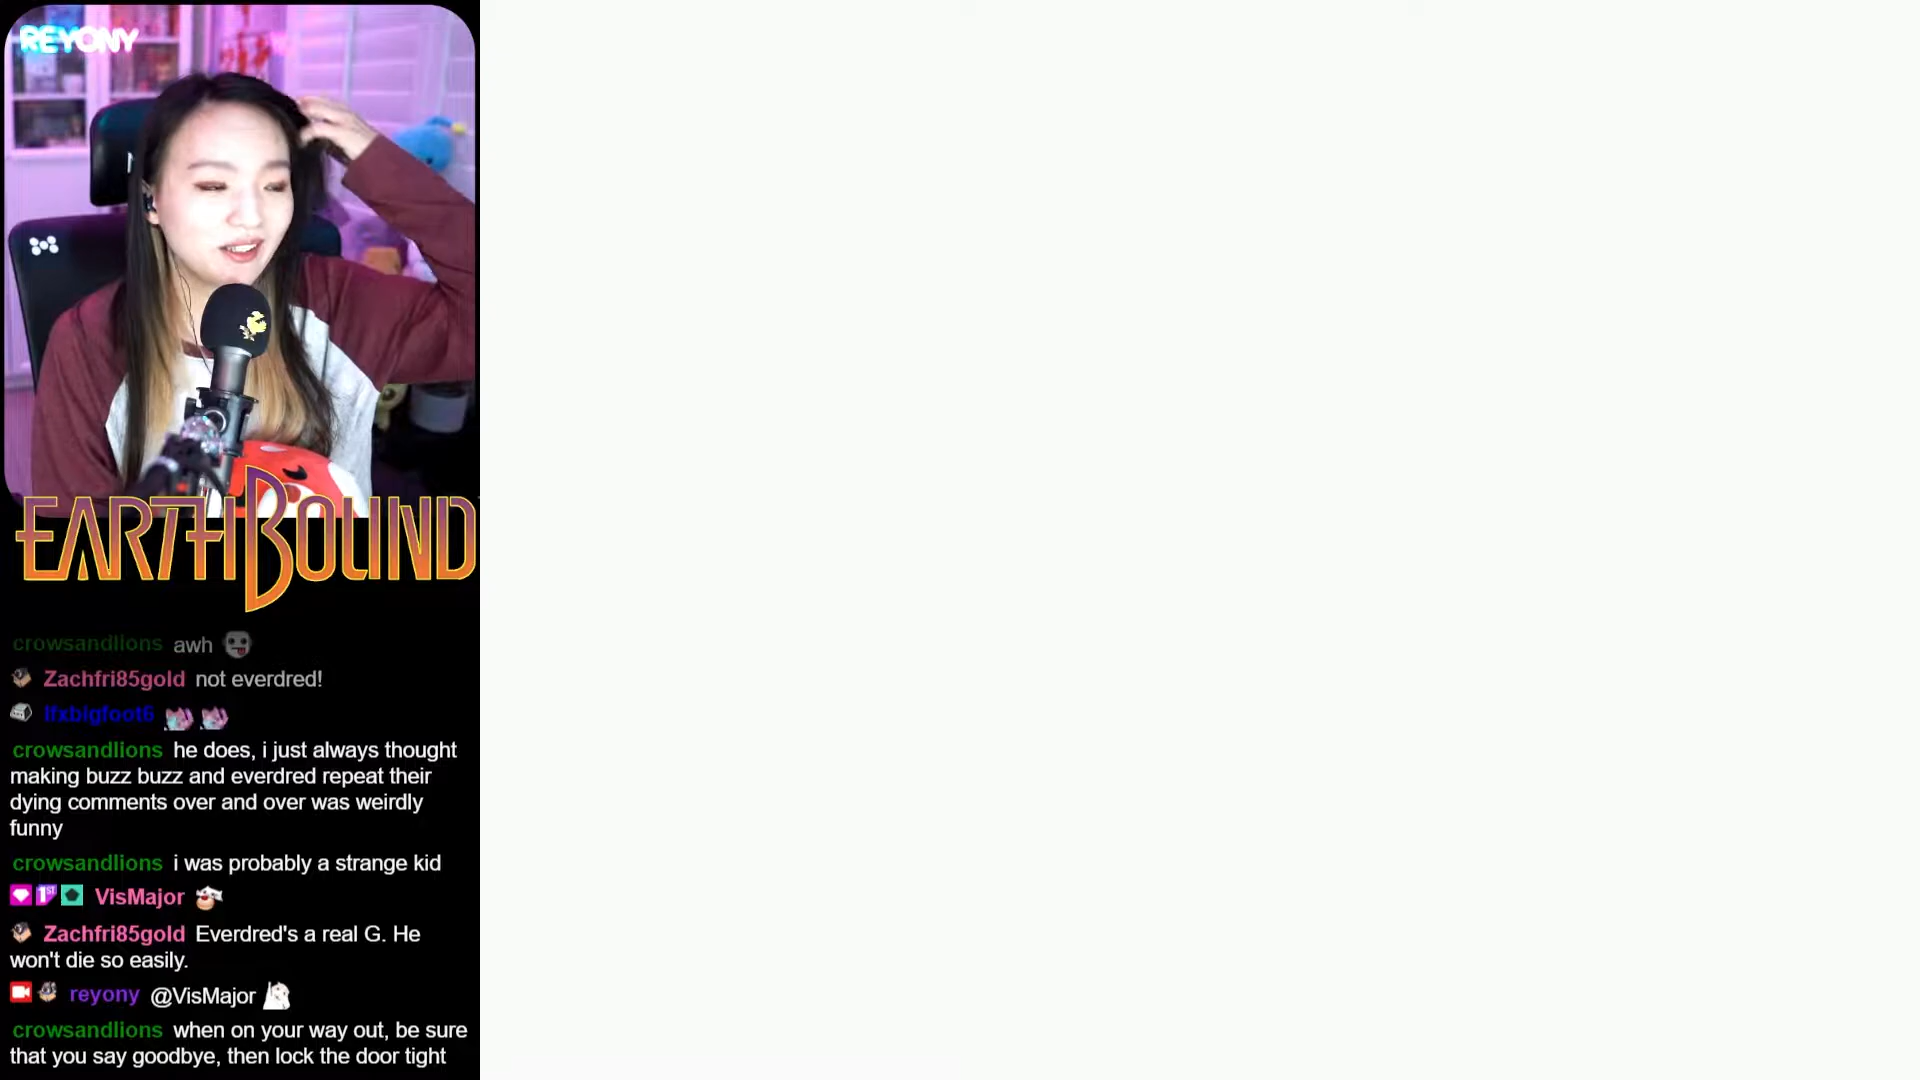 REYONY
EARTHBOUND
crowsandlions awh
Zachfri85gold not everdred!
lfxbigfoot6
crowsandlions he does, i just always thought
making buzz buzz and everdred repeat their
dying comments over and over was weirdly
funny
crowsandlions i was probably a strange kid
1ST VisMajor
Zachfri85gold Everdred's a real G. He
won't die so easily.
reyony @VisMajor
crowsandlions when on your way out, be sure
that you say goodbye, then lock the door tight